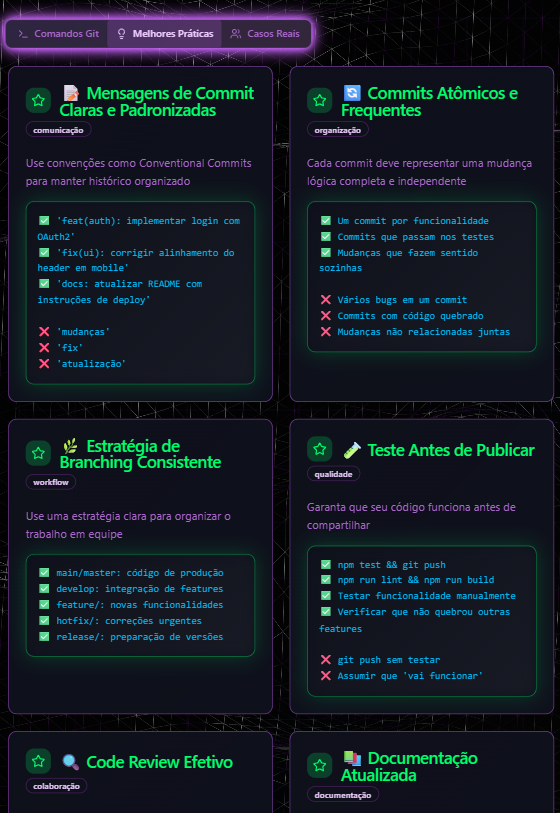 Comandos Git
Melhores Práticas
Casos Reais
📝 Mensagens de Commit
Claras e Padronizadas
comunicação
Use convenções como Conventional Commits
para manter histórico organizado
✅ 'feat(auth): implementar login com
OAuth2'
✅ 'fix(ui): corrigir alinhamento do
header em mobile'
✅ 'docs: atualizar README com
instruções de deploy'
❌ 'mudanças'
❌ 'fix'
❌ 'atualização'
🔄 Commits Atômicos e
Frequentes
organização
Cada commit deve representar uma mudança
lógica completa e independente
✅ Um commit por funcionalidade
✅ Commits que passam nos testes
✅ Mudanças que fazem sentido
sozinhas
❌ Vários bugs em um commit
❌ Commits com código quebrado
❌ Mudanças não relacionadas juntas
🌿 Estratégia de
Branching Consistente
workflow
Use uma estratégia clara para organizar o
trabalho em equipe
✅ main/master: código de produção
✅ develop: integração de features
✅ feature/: novas funcionalidades
✅ hotfix/: correções urgentes
✅ release/: preparação de versões
🧪 Teste Antes de Publicar
qualidade
Garanta que seu código funciona antes de
compartilhar
✅ npm test && git push
✅ npm run lint && npm run build
✅ Testar funcionalidade manualmente
✅ Verificar que não quebrou outras
features
❌ git push sem testar
❌ Assumir que 'vai funcionar'
🔍 Code Review Efetivo
colaboração
📚 Documentação
Atualizada
documentação